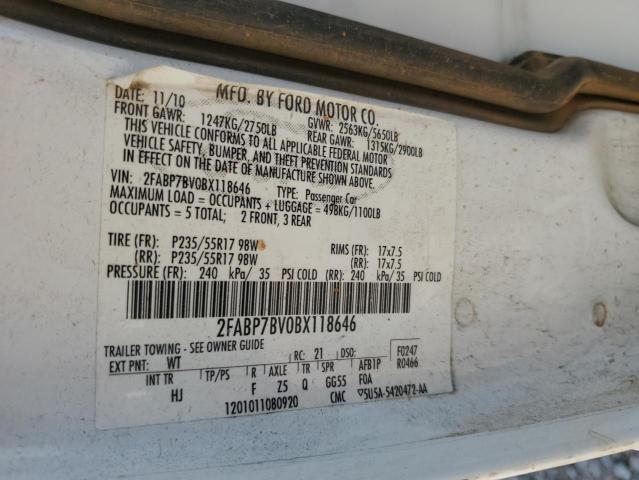 MFD. BY FORD MOTOR CO.
DATE: 11/10 GVWR: 2563KG/5650LB
FRONT GAWR: 1247KG/2750LB REAR GAWR: 1315KG/2900LB
THIS VEHICLE CONFORMS TO ALL APPLICABLE FEDERAL MOTOR
VEHICLE SAFETY, BUMPER, AND THEFT PREVENTION STANDARDS
IN EFFECT ON THE DATE OF MANUFACTURE SHOWN ABOVE.
VIN: 2FABP7BV0BX118646 TYPE: Passenger Car
MAXIMUM LOAD = OCCUPANTS + LUGGAGE = 498KG/1100LB
OCCUPANTS = 5 TOTAL; 2 FRONT, 3 REAR
TIRE (FR): P235/55R17 98W RIMS (FR): 17x7.5
(RR): P235/55R17 98W (RR): 17x7.5
PRESSURE (FR): 240 kPa/ 35 PSI COLD (RR): 240 kPa/ 35 PSI COLD
2FABP7BV0BX118646
TRAILER TOWING - SEE OWNER GUIDE
EXT PNT: WT RC: 21 DSO: F0247
INT TR TP/PS R AXLE TR SPR AFB1P R0466
HJ F Z5 Q GG55 FQA
1201011080920 CMC ▽5U5A-5420472-AA